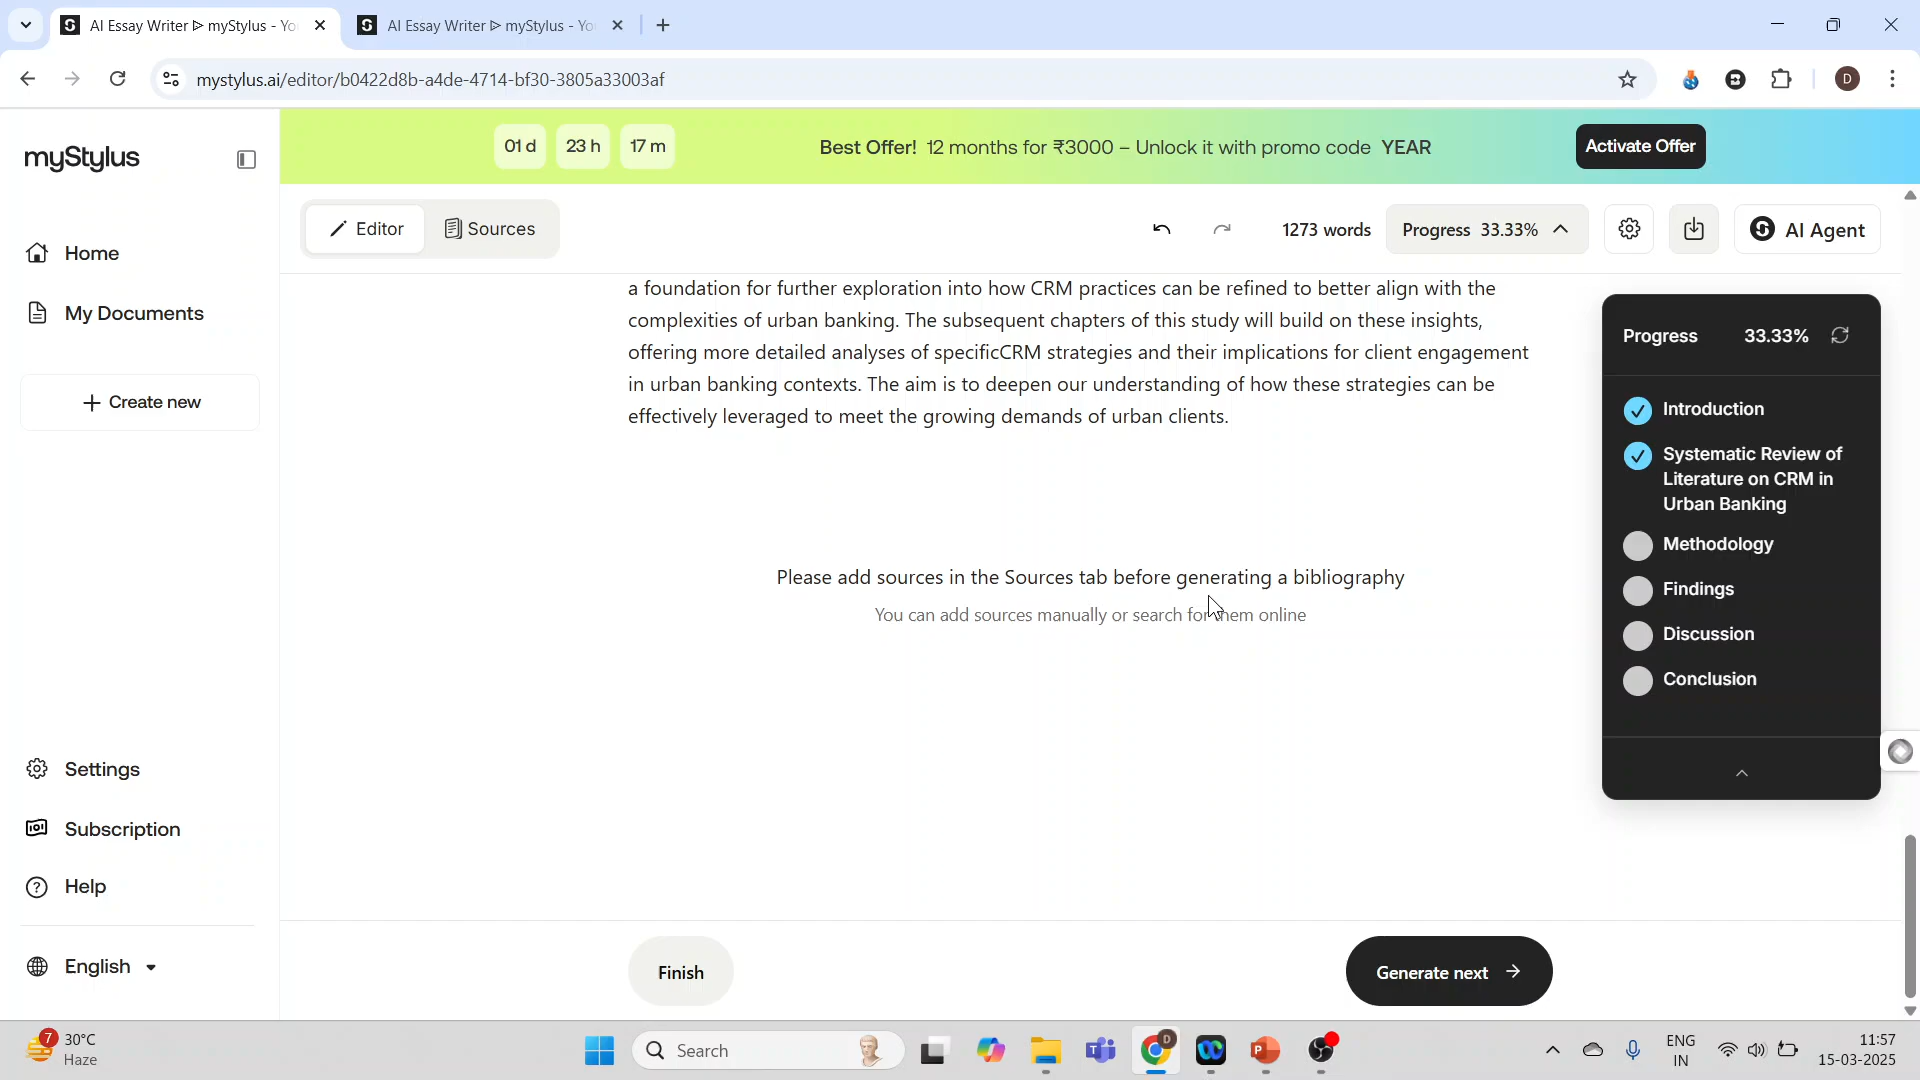 AI Essay Writer ᐅ myStylus - Yo
AI Essay Writer ᐅ myStylus - Yo
mystylus.ai/editor/b0422d8b-a4de-4714-bf30-3805a33003af
D
myStylus
01 d
23 h
17 m
Best Offer! 12 months for ₹3000 – Unlock it with promo code YEAR
Activate Offer
Home
My Documents
+ Create new
Settings
Subscription
Help
English
Editor
Sources
1273 words
Progress 33.33%
AI Agent
a foundation for further exploration into how CRM practices can be refined to better align with the
complexities of urban banking. The subsequent chapters of this study will build on these insights,
offering more detailed analyses of specificCRM strategies and their implications for client engagement
in urban banking contexts. The aim is to deepen our understanding of how these strategies can be
effectively leveraged to meet the growing demands of urban clients.
Please add sources in the Sources tab before generating a bibliography
You can add sources manually or search for them online
Progress 33.33%
Introduction
Systematic Review of
Literature on CRM in
Urban Banking
Methodology
Findings
Discussion
Conclusion
Finish
Generate next
7
30°C
Haze
Search
D
ENG
IN
11:57
15-03-2025